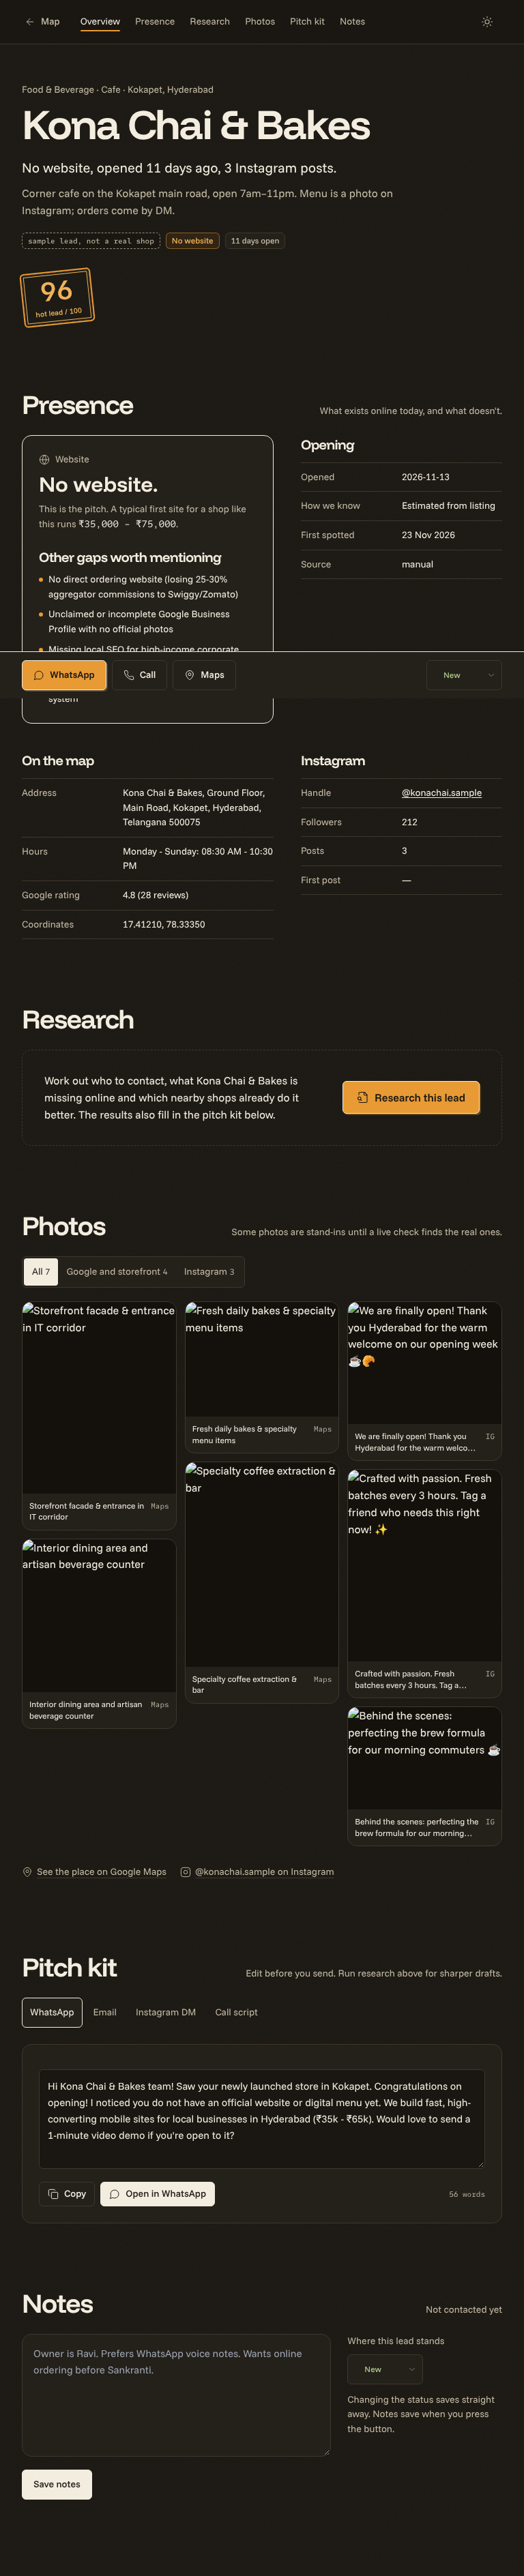 Map
Overview
Presence
Research
Photos
Pitch kit
Notes
Food & Beverage · Cafe · Kokapet, Hyderabad
Kona Chai & Bakes
No website, opened 11 days ago, 3 Instagram posts.
Corner cafe on the Kokapet main road, open 7am–11pm. Menu is a photo on
Instagram; orders come by DM.
sample lead, not a real shop
No website
11 days open
96
hot lead / 100
Presence
What exists online today, and what doesn't.
Website
No website.
This is the pitch. A typical first site for a shop like
this runs ₹35,000 – ₹75,000.
Other gaps worth mentioning
No direct ordering website (losing 25-30%
aggregator commissions to Swiggy/Zomato)
Unclaimed or incomplete Google Business
Profile with no official photos
Missing local SEO for high-income corporate
system
Opening
Opened
2026-11-13
How we know
Estimated from listing
First spotted
23 Nov 2026
Source
manual
WhatsApp
Call
Maps
New
On the map
Address
Kona Chai & Bakes, Ground Floor,
Main Road, Kokapet, Hyderabad,
Telangana 500075
Hours
Monday - Sunday: 08:30 AM - 10:30
PM
Google rating
4.8 (28 reviews)
Coordinates
17.41210, 78.33350
Instagram
Handle
@konachai.sample
Followers
212
Posts
3
First post
—
Research
Work out who to contact, what Kona Chai & Bakes is
missing online and which nearby shops already do it
better. The results also fill in the pitch kit below.
Research this lead
Photos
Some photos are stand-ins until a live check finds the real ones.
All 7
Google and storefront 4
Instagram 3
Storefront facade & entrance
in IT corridor
Storefront facade & entrance in
IT corridor
Maps
Interior dining area and
artisan beverage counter
Interior dining area and artisan
beverage counter
Maps
Fresh daily bakes & specialty
menu items
Fresh daily bakes & specialty
menu items
Maps
Specialty coffee extraction &
bar
Specialty coffee extraction &
bar
Maps
We are finally open! Thank
you Hyderabad for the warm
welcome on our opening week
☕🥐
We are finally open! Thank you
Hyderabad for the warm welco...
IG
Crafted with passion. Fresh
batches every 3 hours. Tag a
friend who needs this right
now! ✨
Crafted with passion. Fresh
batches every 3 hours. Tag a...
IG
Behind the scenes:
perfecting the brew formula
for our morning commuters ☕
Behind the scenes: perfecting the
brew formula for our morning...
IG
See the place on Google Maps
@konachai.sample on Instagram
Pitch kit
Edit before you send. Run research above for sharper drafts.
WhatsApp
Email
Instagram DM
Call script
Hi Kona Chai & Bakes team! Saw your newly launched store in Kokapet. Congratulations on
opening! I noticed you do not have an official website or digital menu yet. We build fast, high-
converting mobile sites for local businesses in Hyderabad (₹35k - ₹65k). Would love to send a
1-minute video demo if you're open to it?
Copy
Open in WhatsApp
56 words
Notes
Not contacted yet
Owner is Ravi. Prefers WhatsApp voice notes. Wants online
ordering before Sankranti.
Save notes
Where this lead stands
New
Changing the status saves straight
away. Notes save when you press
the button.